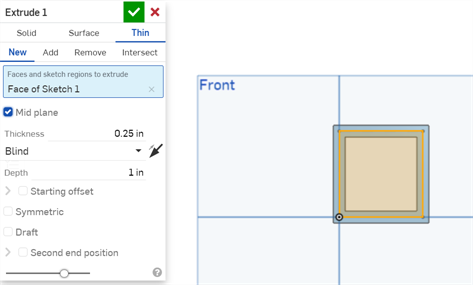 Extrude 1
Solid Surface Thin
New Add Remove Intersect
Faces and sketch regions to extrude
Face of Sketch 1
Mid plane
Thickness 0.25 in
Blind
Depth 1 in
Starting offset
Symmetric
Draft
Second end position
Front